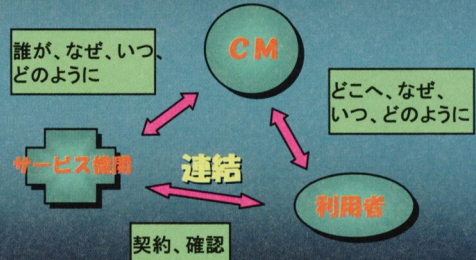 誰が、なぜ、いつ、
どのように
CM
どこへ、なぜ、
いつ、どのように
サービス機関
連結
利用者
契約、確認